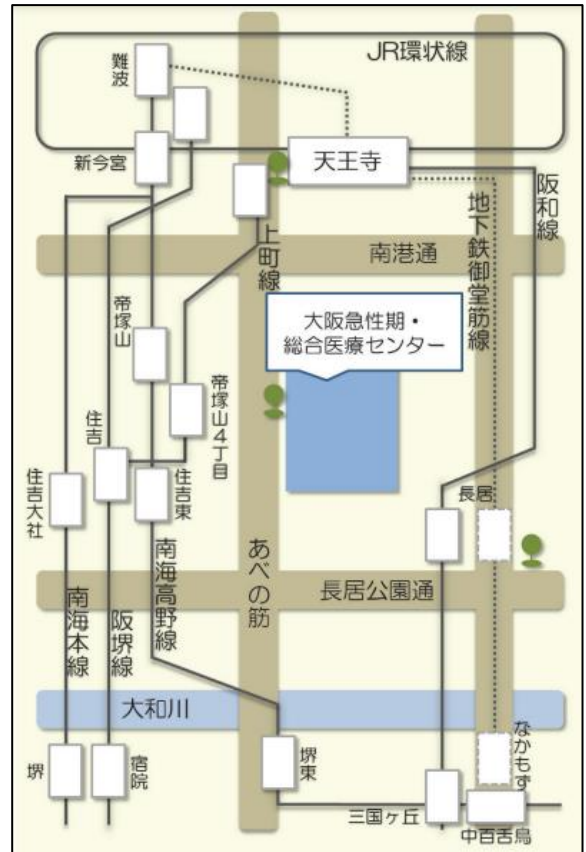 JR環状線
難波
新今宮
天王寺
阪和線
地下鉄御堂筋線
上町線
南港通
大阪急性期・
総合医療センター
帝塚山
帝塚山4丁目
住吉
住吉大社
住吉東
長居
南海本線
阪堺線
南海高野線
あべの筋
長居公園通
大和川
堺
宿院
堺東
三国ヶ丘
なかもず
中百舌鳥